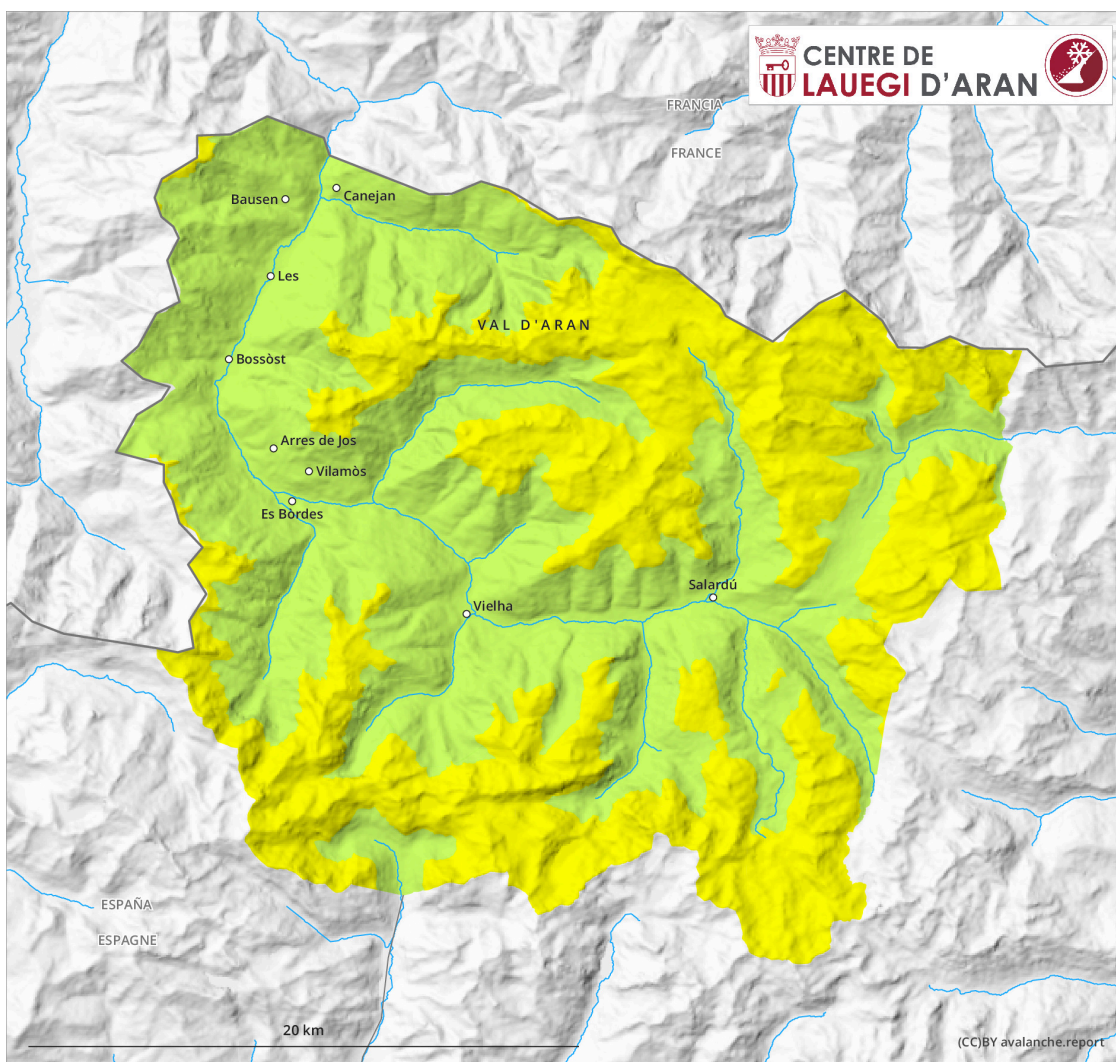 CENTRE DE
LAUEGI D'ARAN
FRANCIA
FRANCE
Bausen
Canejan
Les
VAL D'ARAN
Bossòst
Arres de Jos
Vilamòs
Es Bòrdes
Salardú
Vielha
ESPAÑA
ESPAGNE
20 km
(CC)BY avalanche.report